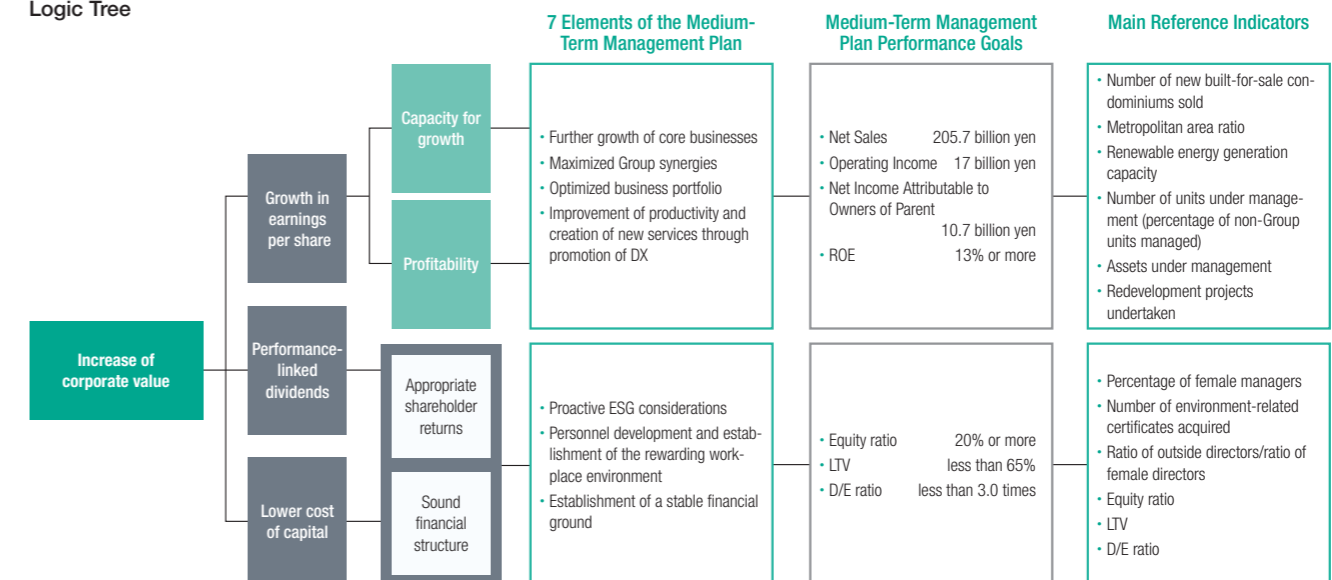 Logic Tree
7 Elements of the Medium-
Term Management Plan
Medium-Term Management
Plan Performance Goals
Main Reference Indicators
Increase of
corporate value
Growth in
earnings
per share
Performance-
linked
dividends
Lower cost
of capital
Capacity for
growth
Profitability
Appropriate
shareholder
returns
Sound
financial
structure
• Further growth of core businesses
• Maximized Group synergies
• Optimized business portfolio
• Improvement of productivity and
creation of new services through
promotion of DX
• Net Sales 205.7 billion yen
• Operating Income 17 billion yen
• Net Income Attributable to
Owners of Parent
10.7 billion yen
• ROE 13% or more
• Number of new built-for-sale con-
dominiums sold
• Metropolitan area ratio
• Renewable energy generation
capacity
• Number of units under manage-
ment (percentage of non-Group
units managed)
• Assets under management
• Redevelopment projects
undertaken
• Proactive ESG considerations
• Personnel development and estab-
lishment of the rewarding work-
place environment
• Establishment of a stable financial
ground
• Equity ratio 20% or more
• LTV less than 65%
• D/E ratio less than 3.0 times
• Percentage of female managers
• Number of environment-related
certificates acquired
• Ratio of outside directors/ratio of
female directors
• Equity ratio
• LTV
• D/E ratio